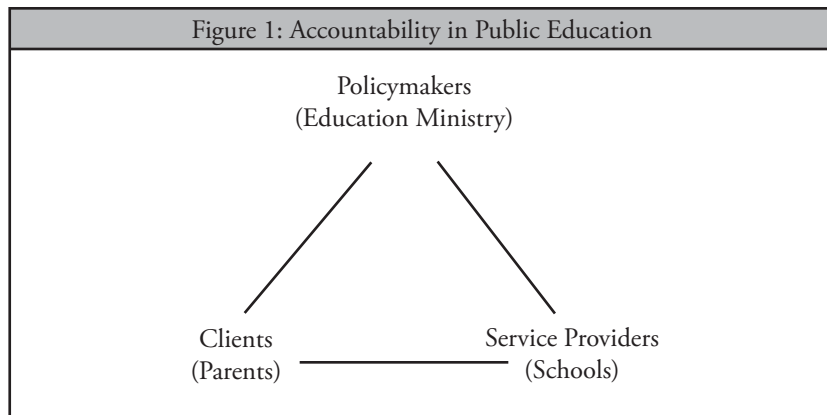 Figure 1: Accountability in Public Education
Policymakers
(Education Ministry)
Clients
(Parents)
Service Providers
(Schools)